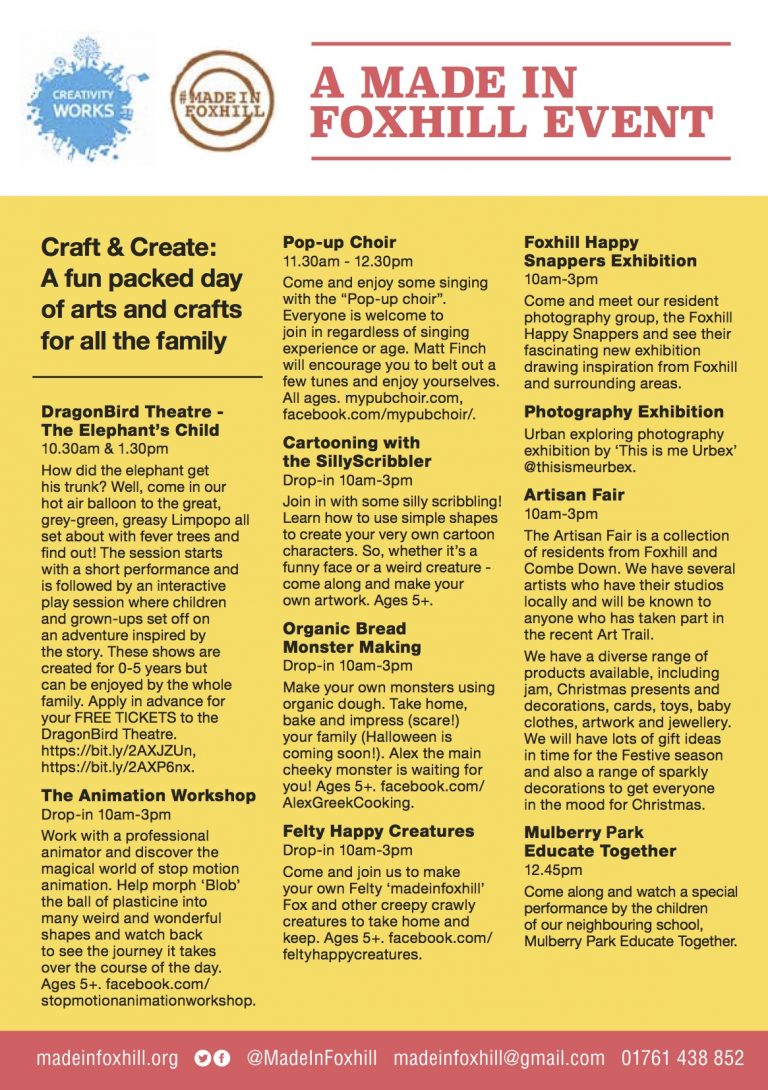 CREATIVITY
WORKS
#MADE IN
FOXHILL
A MADE IN
FOXHILL EVENT
Craft & Create:
A fun packed day
of arts and crafts
for all the family
DragonBird Theatre -
The Elephant's Child
10.30am & 1.30pm
How did the elephant get
his trunk? Well, come in our
hot air balloon to the great,
grey-green, greasy Limpopo all
set about with fever trees and
find out! The session starts
with a short performance and
is followed by an interactive
play session where children
and grown-ups set off on
an adventure inspired by
the story. These shows are
created for 0-5 years but
can be enjoyed by the whole
family. Apply in advance for
your FREE TICKETS to the
DragonBird Theatre.
https://bit.ly/2AXJZUn,
https://bit.ly/2AXP6nx.
The Animation Workshop
Drop-in 10am-3pm
Work with a professional
animator and discover the
magical world of stop motion
animation. Help morph 'Blob'
the ball of plasticine into
many weird and wonderful
shapes and watch back
to see the journey it takes
over the course of the day.
Ages 5+. facebook.com/
stopmotionanimationworkshop.
Pop-up Choir
11.30am - 12.30pm
Come and enjoy some singing
with the "Pop-up choir".
Everyone is welcome to
join in regardless of singing
experience or age. Matt Finch
will encourage you to belt out a
few tunes and enjoy yourselves.
All ages. mypubchoir.com,
facebook.com/mypubchoir/.
Cartooning with
the SillyScribbler
Drop-in 10am-3pm
Join in with some silly scribbling!
Learn how to use simple shapes
to create your very own cartoon
characters. So, whether it's a
funny face or a weird creature -
come along and make your
own artwork. Ages 5+.
Organic Bread
Monster Making
Drop-in 10am-3pm
Make your own monsters using
organic dough. Take home,
bake and impress (scare!)
your family (Halloween is
coming soon!). Alex the main
cheeky monster is waiting for
you! Ages 5+. facebook.com/
AlexGreekCooking.
Felty Happy Creatures
Drop-in 10am-3pm
Come and join us to make
your own Felty 'madeinfoxhill'
Fox and other creepy crawly
creatures to take home and
keep. Ages 5+. facebook.com/
feltyhappycreatures.
Foxhill Happy
Snappers Exhibition
10am-3pm
Come and meet our resident
photography group, the Foxhill
Happy Snappers and see their
fascinating new exhibition
drawing inspiration from Foxhill
and surrounding areas.
Photography Exhibition
Urban exploring photography
exhibition by 'This is me Urbex'
@thisismeurbex.
Artisan Fair
10am-3pm
The Artisan Fair is a collection
of residents from Foxhill and
Combe Down. We have several
artists who have their studios
locally and will be known to
anyone who has taken part in
the recent Art Trail.
We have a diverse range of
products available, including
jam, Christmas presents and
decorations, cards, toys, baby
clothes, artwork and jewellery.
We will have lots of gift ideas
in time for the Festive season
and also a range of sparkly
decorations to get everyone
in the mood for Christmas.
Mulberry Park
Educate Together
12.45pm
Come along and watch a special
performance by the children
of our neighbouring school,
Mulberry Park Educate Together.
madeinfoxhill.org @MadeInFoxhill madeinfoxhill@gmail.com 01761 438 852